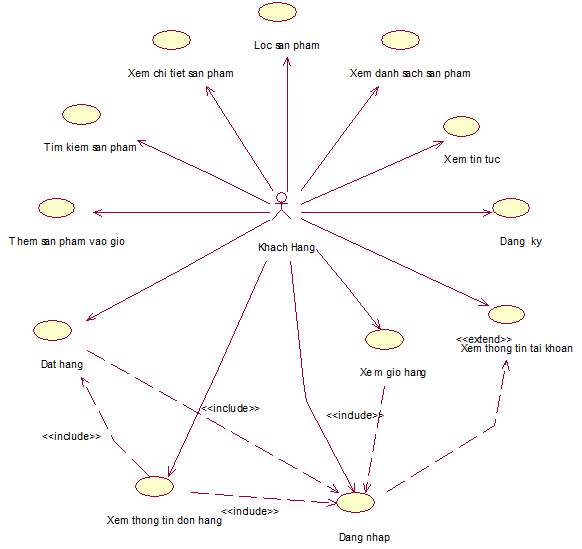 Loc san pham
Xem chi tiet san pham
Xem danh sach san pham
Tim kiem san pham
Xem tin tuc
Them san pham vao gio
Khach Hang
Dang ky
<<extend>>
Xem thong tin tai khoan
Dat hang
Xem gio hang
<<include>>
<<include>>
<<include>>
Xem thong tin don hang
<<include>>
Dang nhap